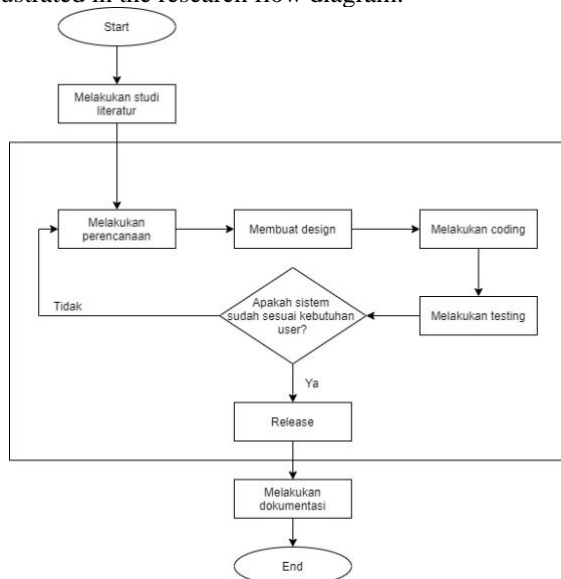 ustrated in the research flow diagram.
Start
Melakukan studi
literatur
Melakukan
perencanaan
Membuat design
Melakukan coding
Tidak
Apakah sistem
sudah sesuai kebutuhan
user?
Melakukan testing
Ya
Release
Melakukan
dokumentasi
End